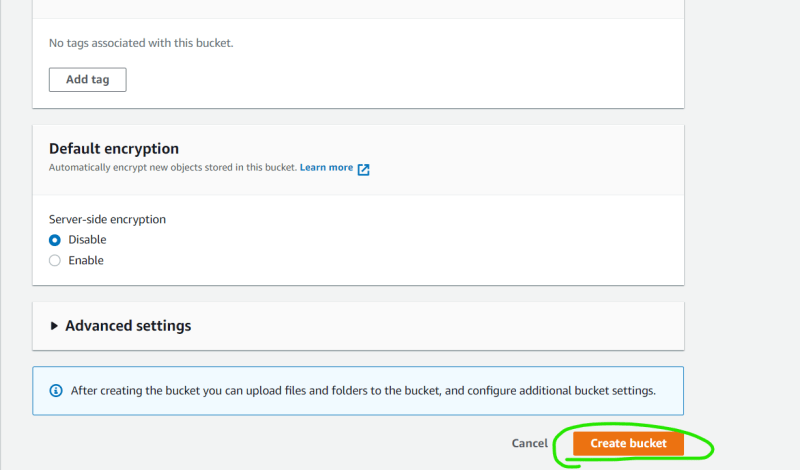 No tags associated with this bucket.
Add tag
Default encryption
Automatically encrypt new objects stored in this bucket. Learn more
Server-side encryption
Disable
Enable
Advanced settings
After creating the bucket you can upload files and folders to the bucket, and configure additional bucket settings.
Cancel Create bucket